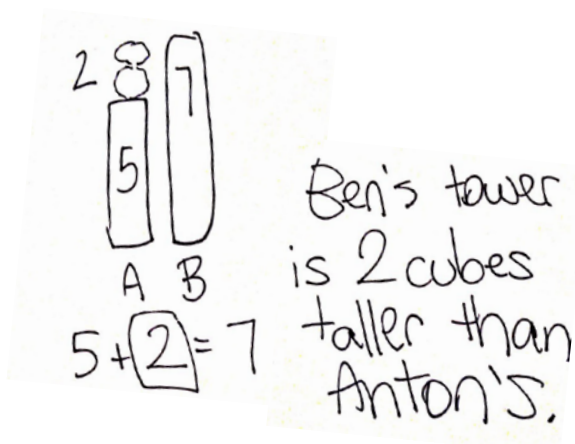 2
5
7
A B
5 + 2 = 7
Ben's tower
is 2 cubes
taller than
Anton's.